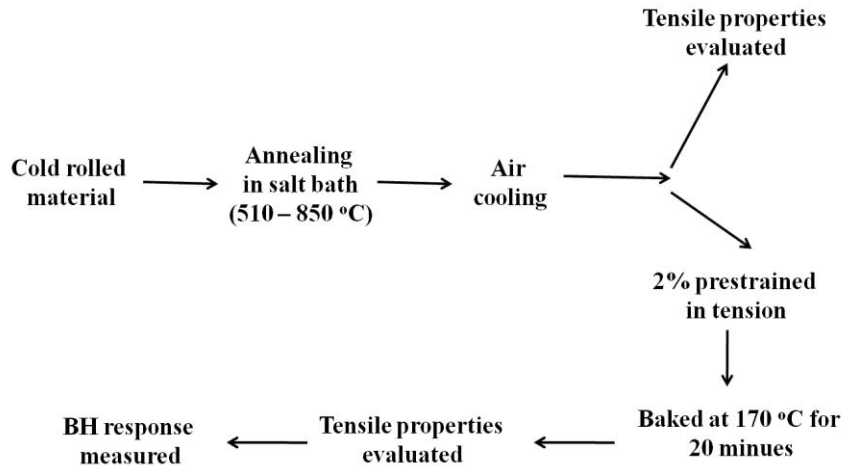 Tensile properties
evaluated
Cold rolled
material
Annealing
in salt bath
(510 – 850 °C)
Air
cooling
2% prestrained
in tension
Baked at 170 °C for
20 minues
Tensile properties
evaluated
BH response
measured